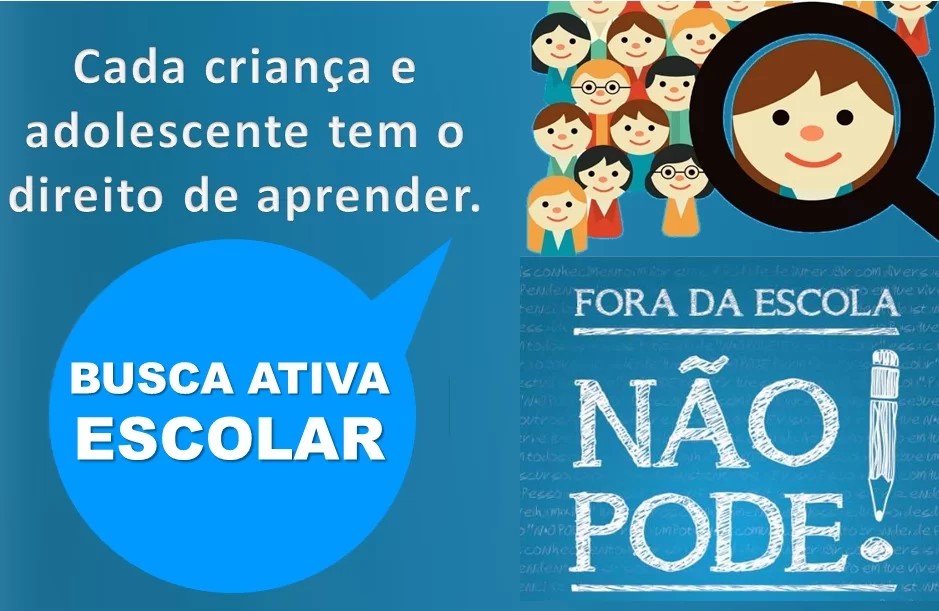 Cada criança e
adolescente tem o
direito de aprender.
BUSCA ATIVA
ESCOLAR
FORA DA ESCOLA
NÃO
PODE!